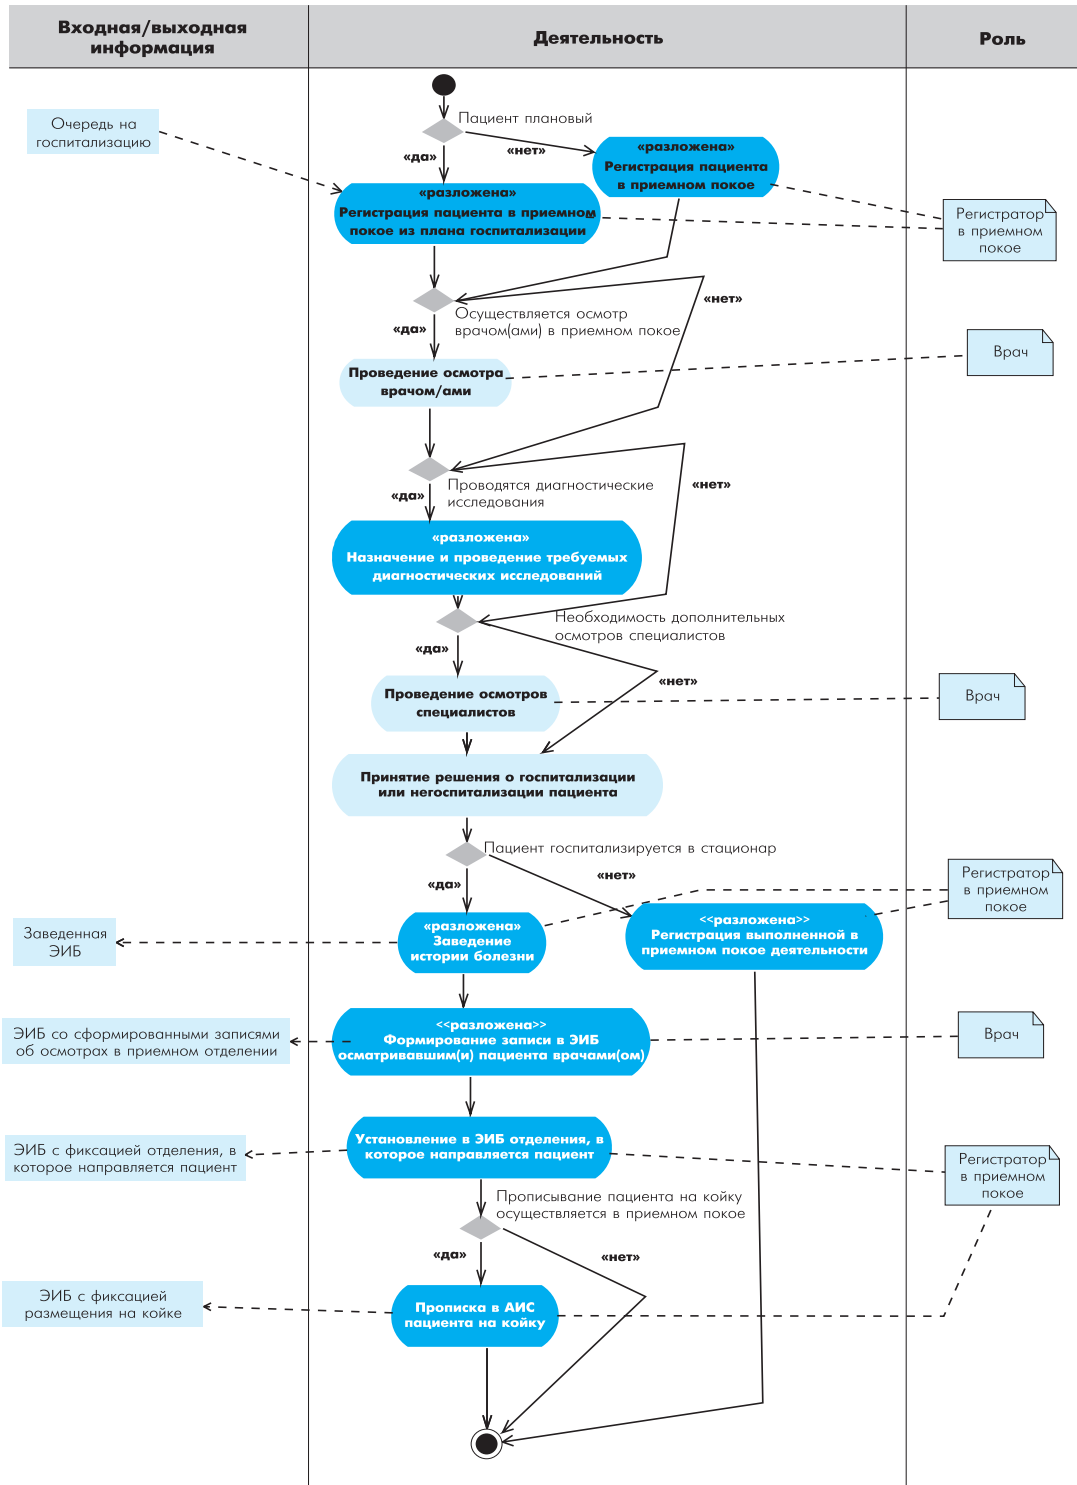 Входная/выходная
информация
Деятельность
Роль
Пациент плановый
Очередь на
госпитализацию
«да»
«нет»
«разложена»
Регистрация пациента
в приемном покое
«разложена»
Регистрация пациента в приемном
покое из плана госпитализации
Регистратор
в приемном
покое
«нет»
Осуществляется осмотр
врачом(ами) в приемном покое
«да»
Врач
Проведение осмотра
врачом/ами
Проводятся диагностические
исследования
«нет»
«да»
«разложена»
Назначение и проведение требуемых
диагностических исследований
Необходимость дополнительных
осмотров специалистов
«да»
«нет»
Проведение осмотров
специалистов
Врач
Принятие решения о госпитализации
или негоспитализации пациента
Пациент госпитализируется в стационар
«да»
«нет»
Регистратор
в приемном
покое
Заведенная
ЭИБ
«разложена»
Заведение
истории болезни
<<разложена>>
Регистрация выполненной в
приемном покое деятельности
ЭИБ со сформированными записями
об осмотрах в приемном отделении
<<разложена>>
Формирование записи в ЭИБ
осматривавшим(и) пациента врачами(ом)
Врач
ЭИБ с фиксацией отделения, в
которое направляется пациент
Установление в ЭИБ отделения, в
которое направляется пациент
Регистратор
в приемном
покое
Прописывание пациента на койку
осуществляется в приемном покое
«да»
«нет»
ЭИБ с фиксацией
размещения на койке
Прописка в АИС
пациента на койку